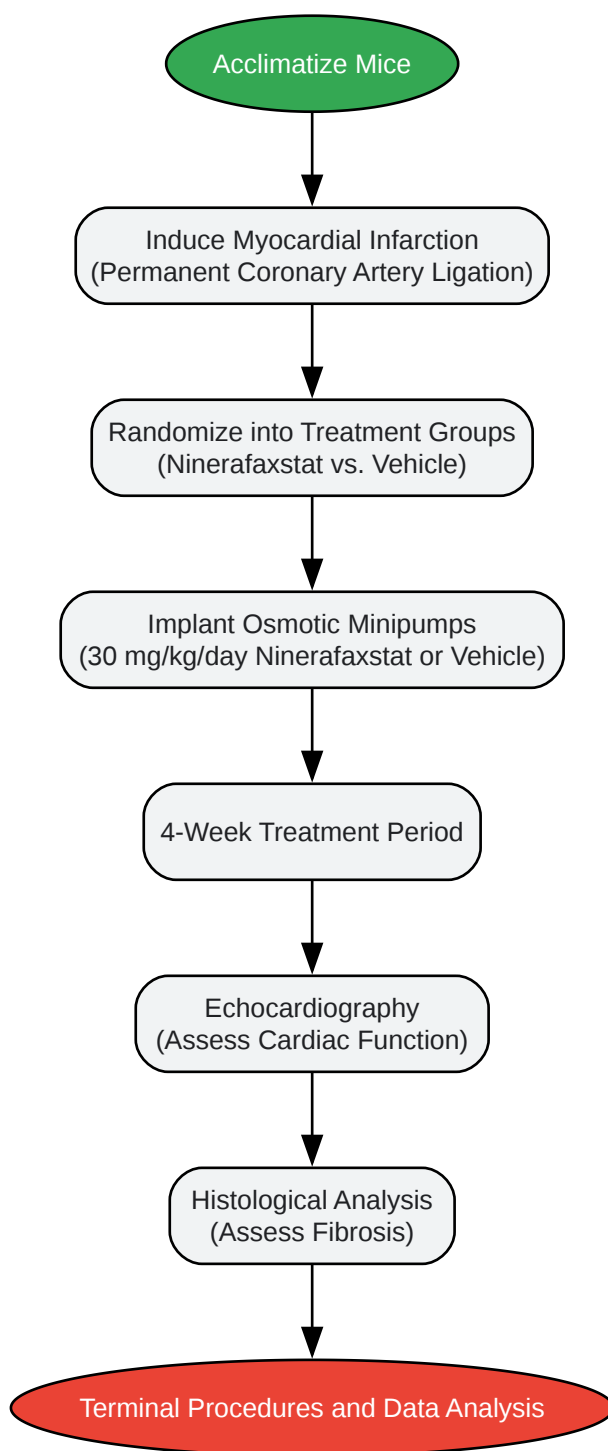 Acclimatize Mice
Induce Myocardial Infarction
(Permanent Coronary Artery Ligation)
Randomize into Treatment Groups
(Ninerafaxstat vs. Vehicle)
Implant Osmotic Minipumps
(30 mg/kg/day Ninerafaxstat or Vehicle)
4-Week Treatment Period
Echocardiography
(Assess Cardiac Function)
Histological Analysis
(Assess Fibrosis)
Terminal Procedures and Data Analysis